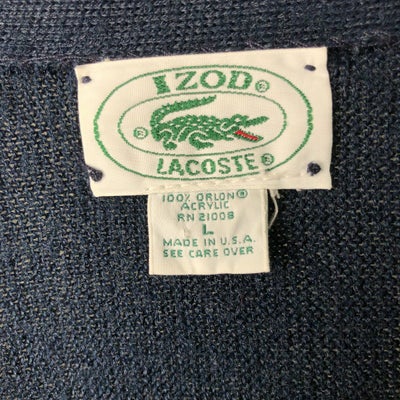 IZOD®
®
LACOSTE®
100% ORLON®
ACRYLIC
RN 21008
L
MADE IN U.S.A.
SEE CARE OVER